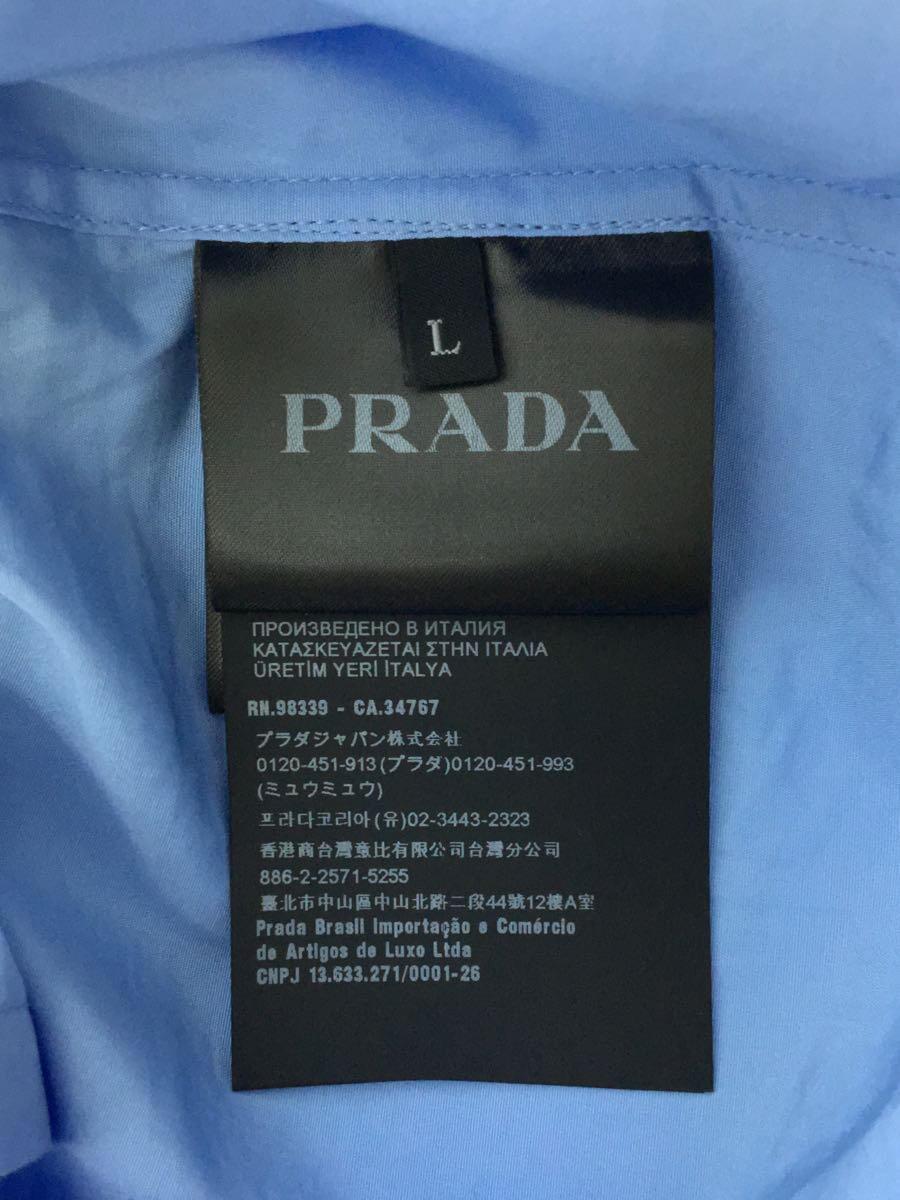 L
PRADA
ПРОИЗВЕДЕНО В ИТАЛИЯ
ΚΑΤΑΣΚΕΥΑΖΕΤΑΙ ΣΤΗΝ ΙΤΑΛΙΑ
ÜRETİM YERİ İTALYA
RN.98339 - CA.34767
プラダジャパン株式会社
0120-451-913(プラダ)0120-451-993
(ミュウミュウ)
프라다코리아(유)02-3443-2323
香港商台灣意比有限公司台灣分公司
886-2-2571-5255
臺北市中山區中山北路二段44號12樓A室
Prada Brasil Importação e Comércio
de Artigos de Luxo Ltda
CNPJ 13.633.271/0001-26